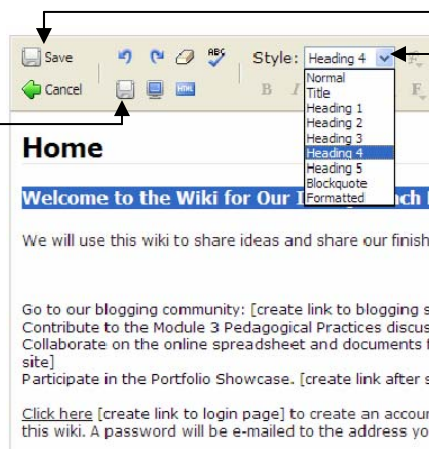 Save ABC Style: Heading 4
Cancel HTML B I
Normal
Title
Heading 1
Heading 2
Heading 3
Heading 4
Heading 5
Blockquote
Formatted
Home
Welcome to the Wiki for Our
We will use this wiki to share ideas and share our finish
Go to our blogging community: [create link to blogging s
Contribute to the Module 3 Pedagogical Practices discus
Collaborate on the online spreadsheet and documents f
site]
Participate in the Portfolio Showcase. [create link after s
Click here [create link to login page] to create an accour
this wiki. A password will be e-mailed to the address yo